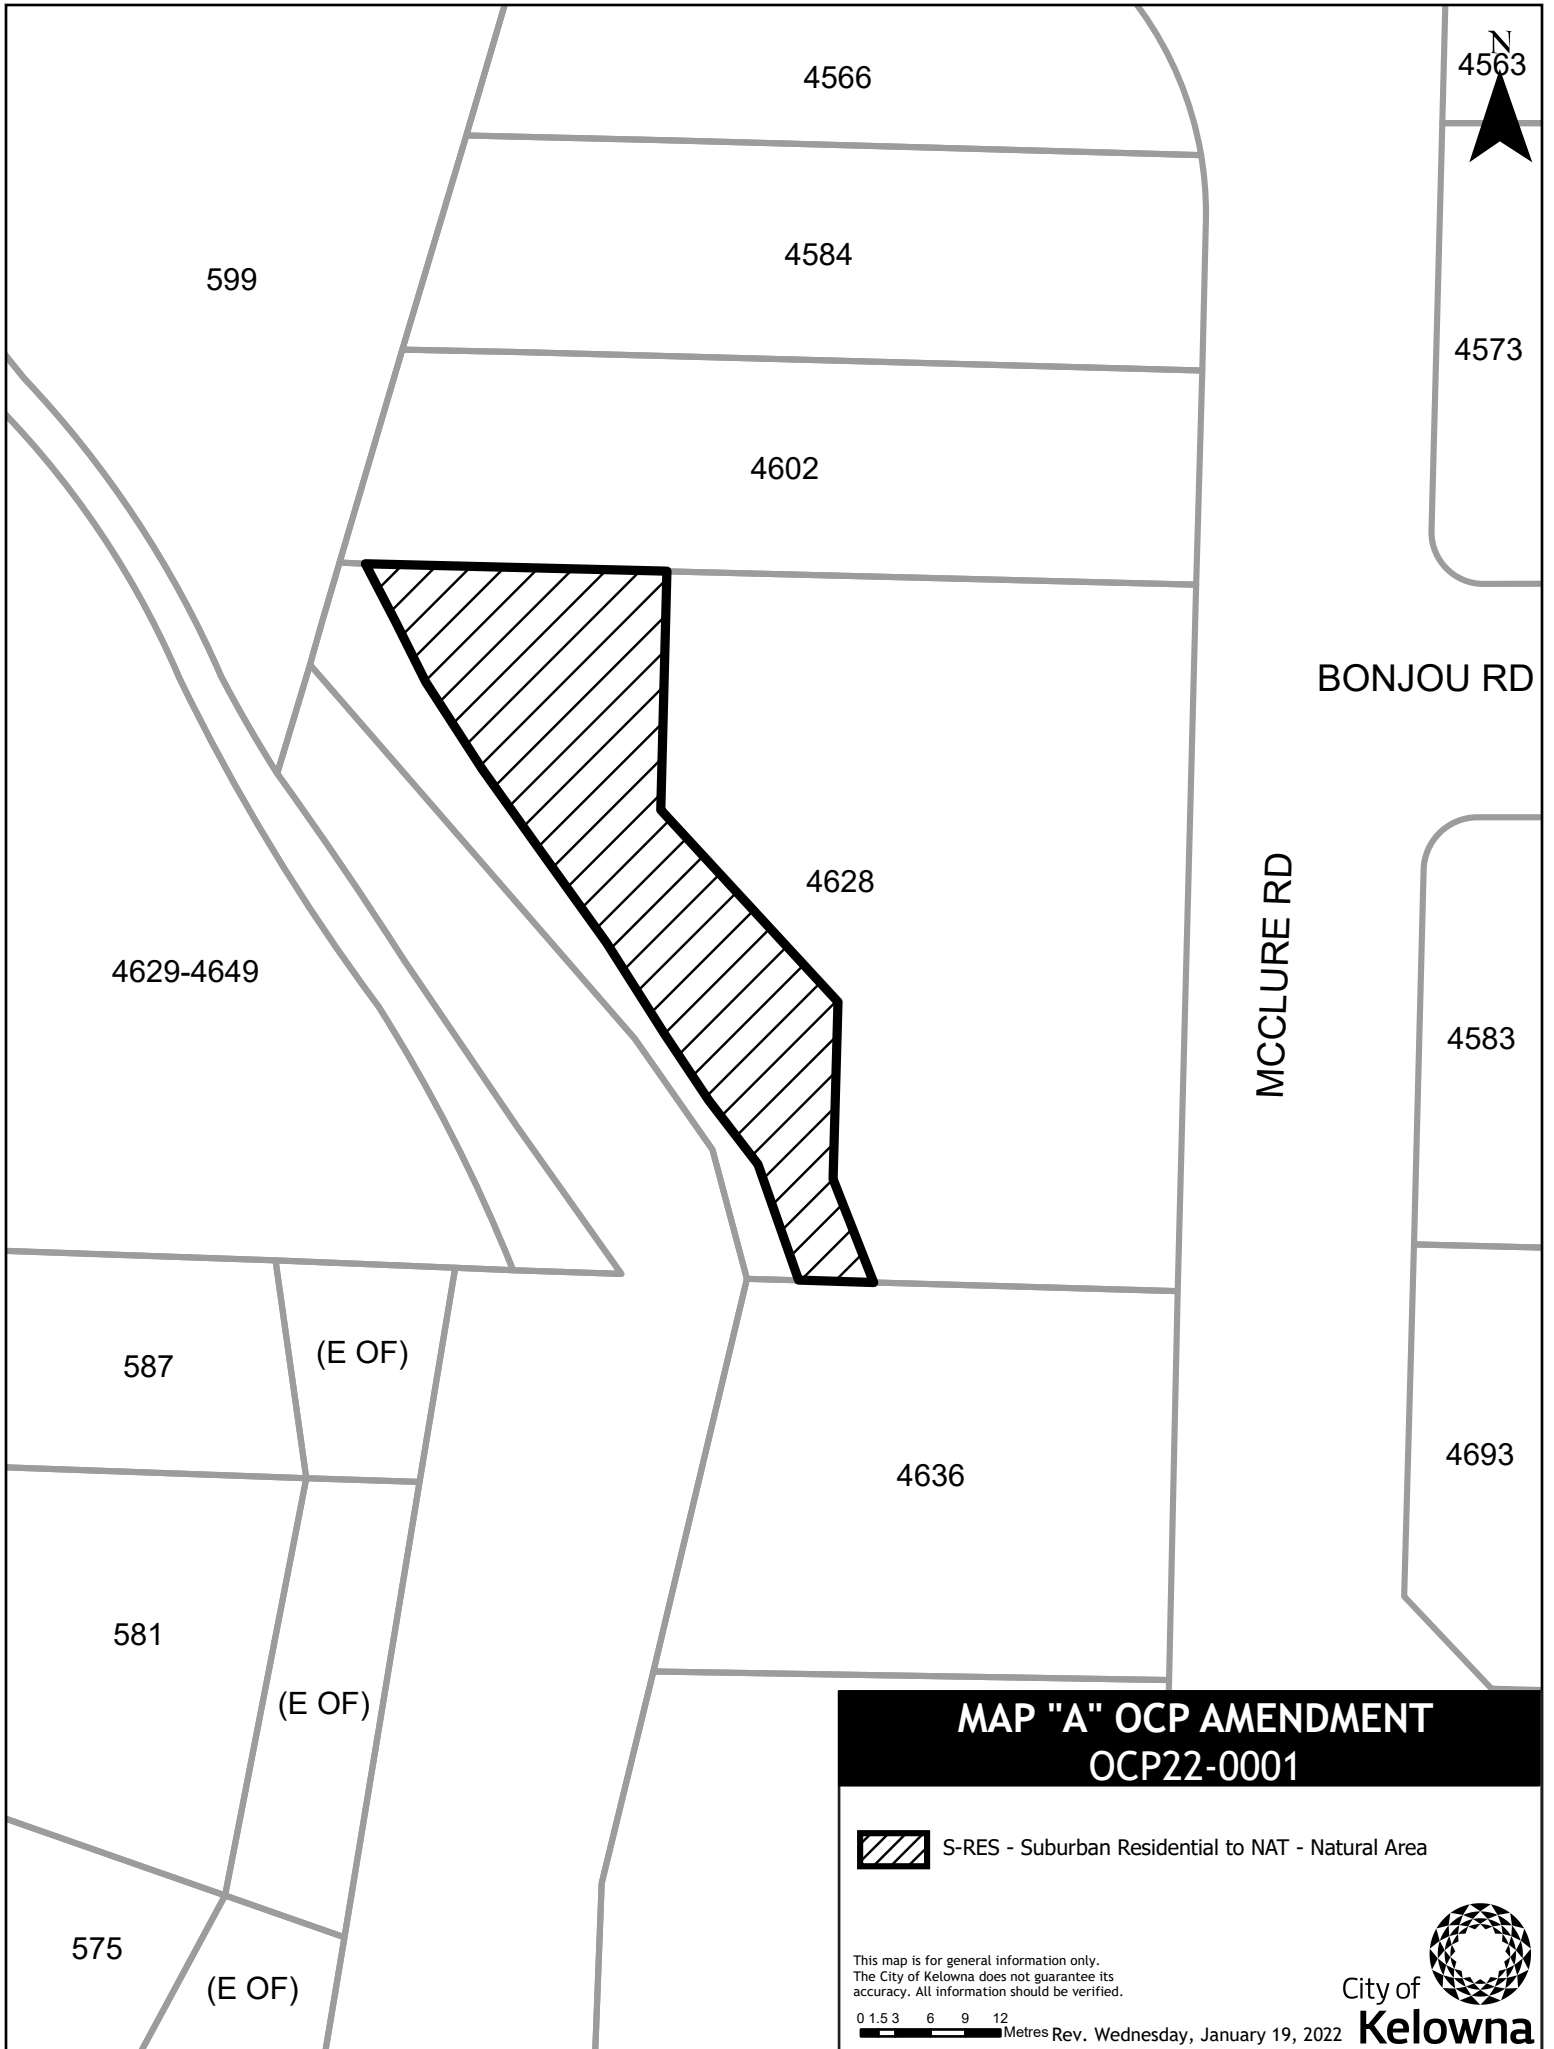 4566
N
4563
4584
599
4573
4602
BONJOU RD
4628
MCCLURE RD
4629-4649
4583
(E OF)
587
4693
4636
581
(E OF)
MAP "A" OCP AMENDMENT
OCP22-0001
S-RES - Suburban Residential to NAT - Natural Area
575
(E OF)
This map is for general information only.
The City of Kelowna does not guarantee its
accuracy. All information should be verified.
0 1.5 3 6 9 12
Metres
Rev. Wednesday, January 19, 2022
City of
Kelowna